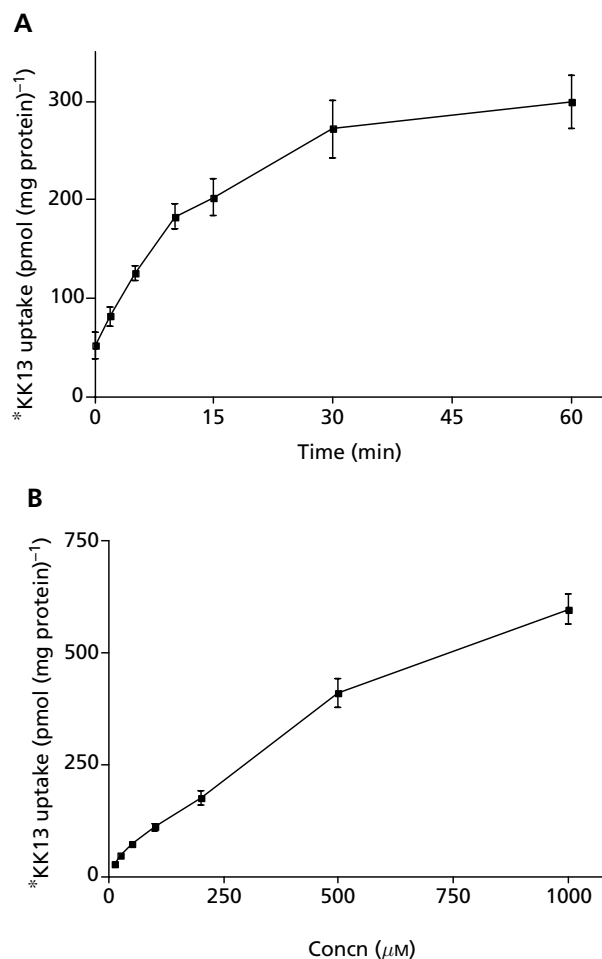 A
*KK13 uptake (pmol (mg protein)⁻¹)
300
200
100
0
0 15 30 45 60
Time (min)
B
*KK13 uptake (pmol (mg protein)⁻¹)
750
500
250
0
0 250 500 750 1000
Concn (μM)